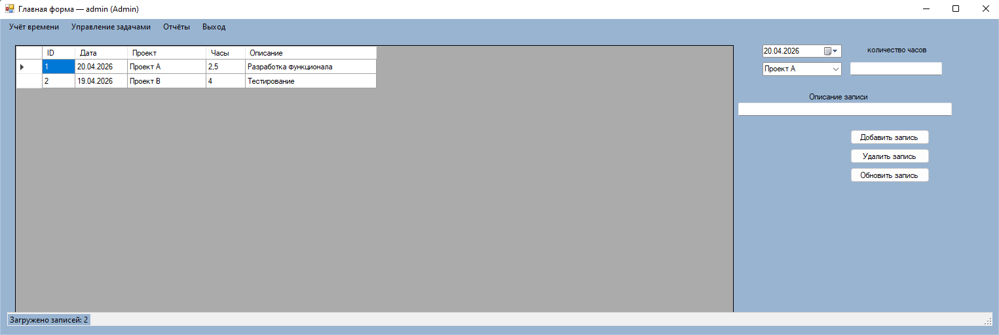 Главная форма — admin (Admin)
Учёт времени Управление задачами Отчёты Выход
ID Дата Проект Часы Описание
1 20.04.2026 Проект A 2,5 Разработка функционала
2 19.04.2026 Проект B 4 Тестирование
20.04.2026 количество часов
Проект A
Описание записи
Добавить запись
Удалить запись
Обновить запись
Загружено записей: 2